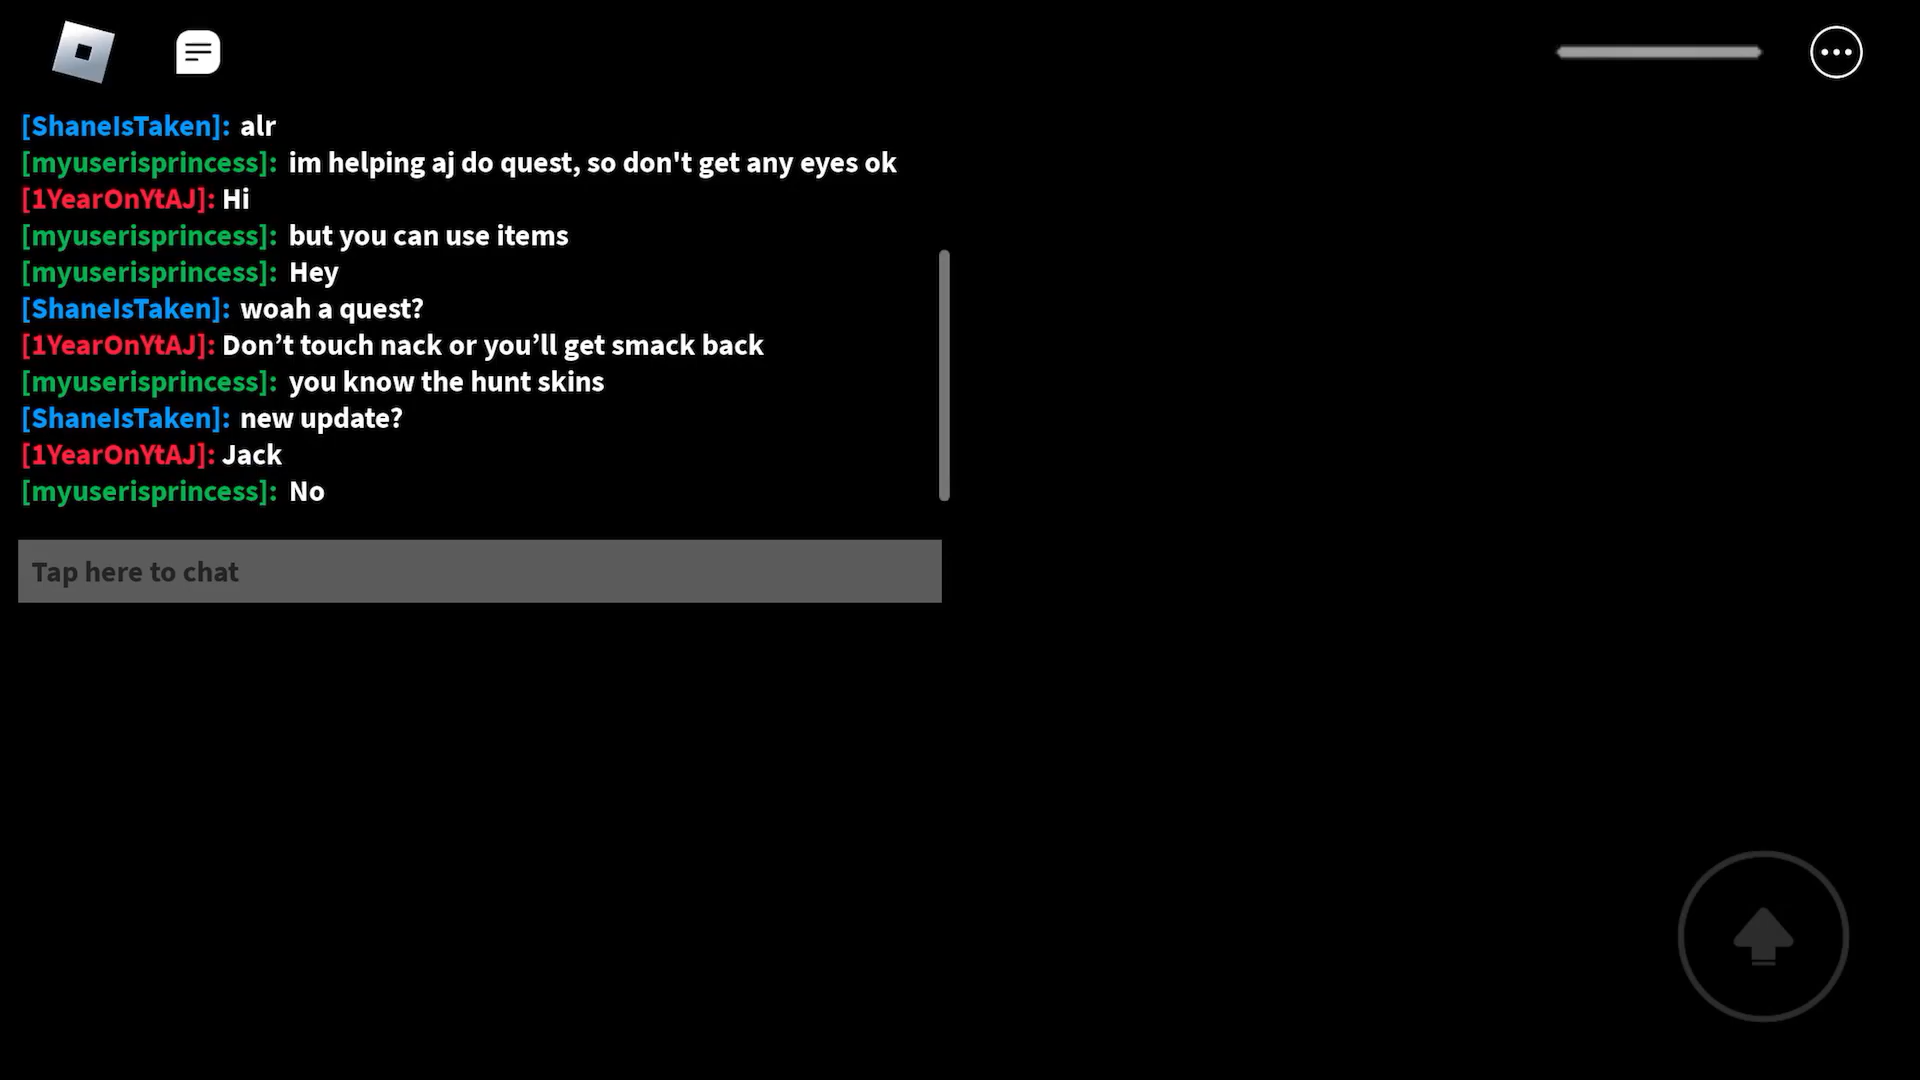 [ShaneIsTaken]: alr
[myuserisprincess]: im helping aj do quest, so don't get any eyes ok
[1YearOnYtAJ]: Hi
[myuserisprincess]: but you can use items
[myuserisprincess]: Hey
[ShaneIsTaken]: woah a quest?
[1YearOnYtAJ]: Don’t touch nack or you’ll get smack back
[myuserisprincess]: you know the hunt skins
[ShaneIsTaken]: new update?
[1YearOnYtAJ]: Jack
[myuserisprincess]: No
Tap here to chat